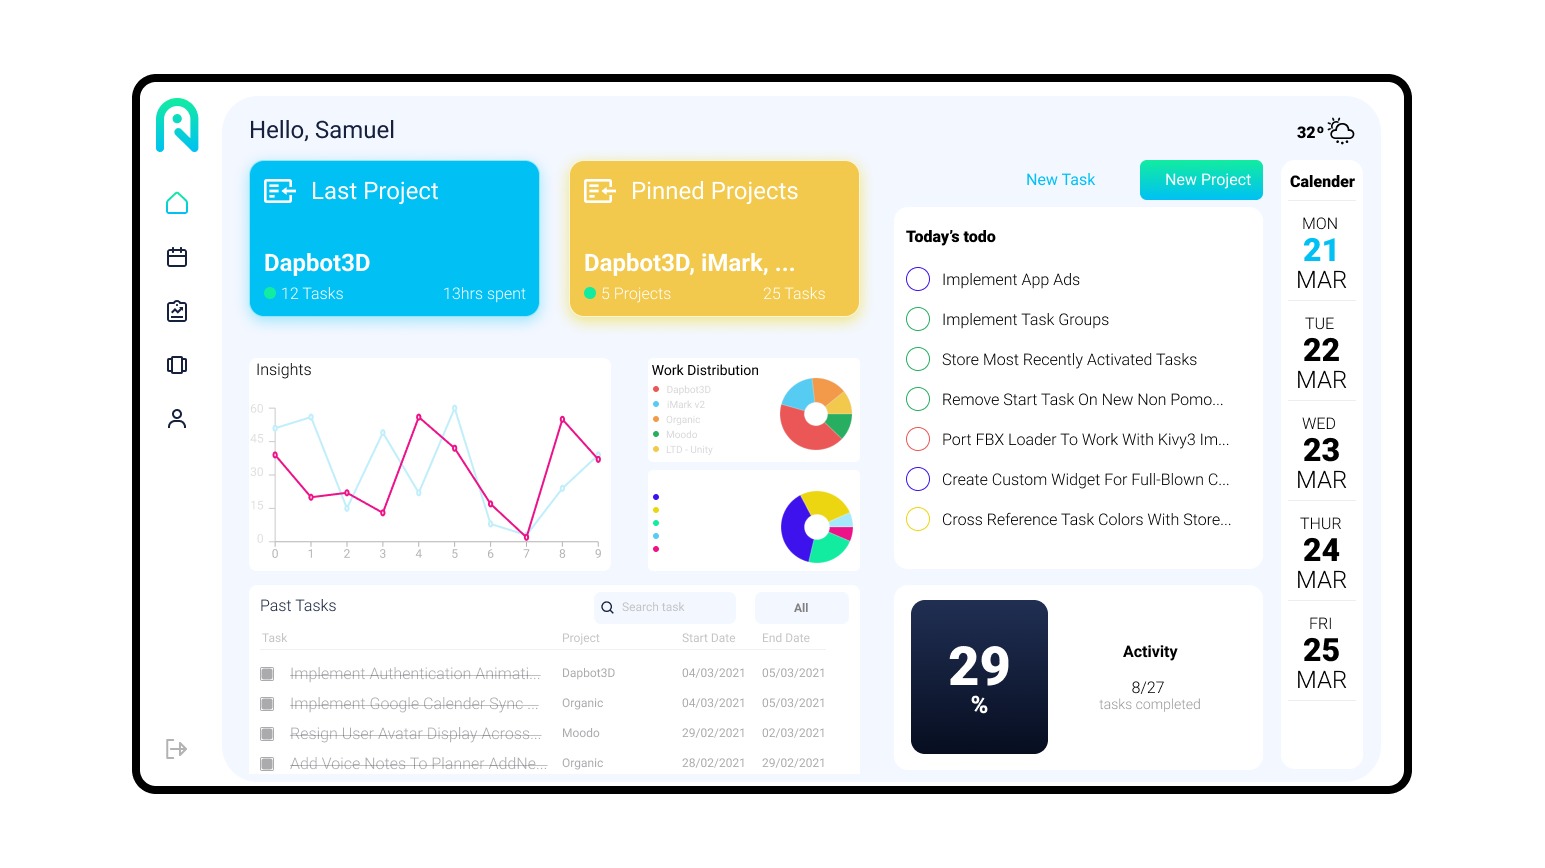 Hello, Samuel
32°
Last Project
Dapbot3D
12 Tasks 13hrs spent
Pinned Projects
Dapbot3D, iMark, ...
5 Projects 25 Tasks
New Task
New Project
Calender
MON
21
MAR
TUE
22
MAR
WED
23
MAR
THUR
24
MAR
FRI
25
MAR
Today's todo
Implement App Ads
Implement Task Groups
Store Most Recently Activated Tasks
Remove Start Task On New Non Pomo...
Port FBX Loader To Work With Kivy3 Im...
Create Custom Widget For Full-Blown C...
Cross Reference Task Colors With Store...
Insights
60
45
30
15
0
0 1 2 3 4 5 6 7 8 9
Work Distribution
Dapbot3D
iMark v2
Organic
Moodo
LTD - Unity
Past Tasks
Search task
All
Task Project Start Date End Date
Implement Authentication Animati... Dapbot3D 04/03/2021 05/03/2021
Implement Google Calender Sync ... Organic 04/03/2021 05/03/2021
Resign User Avatar Display Across... Moodo 29/02/2021 02/03/2021
Add Voice Notes To Planner AddNe... Organic 28/02/2021 29/02/2021
29
%
Activity
8/27
tasks completed